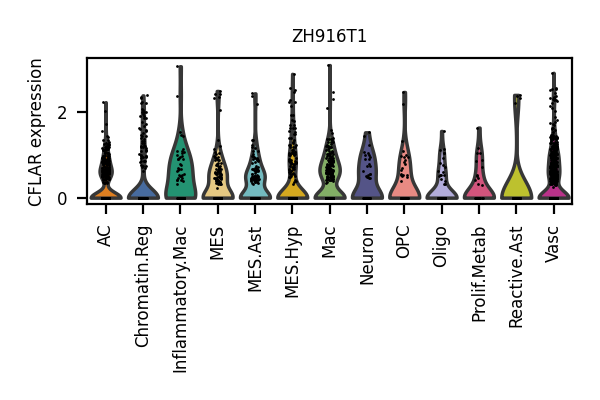 ZH916T1
CFLAR expression
2
0
AC
Chromatin.Reg
Inflammatory.Mac
MES
MES.Ast
MES.Hyp
Mac
Neuron
OPC
Oligo
Prolif.Metab
Reactive.Ast
Vasc